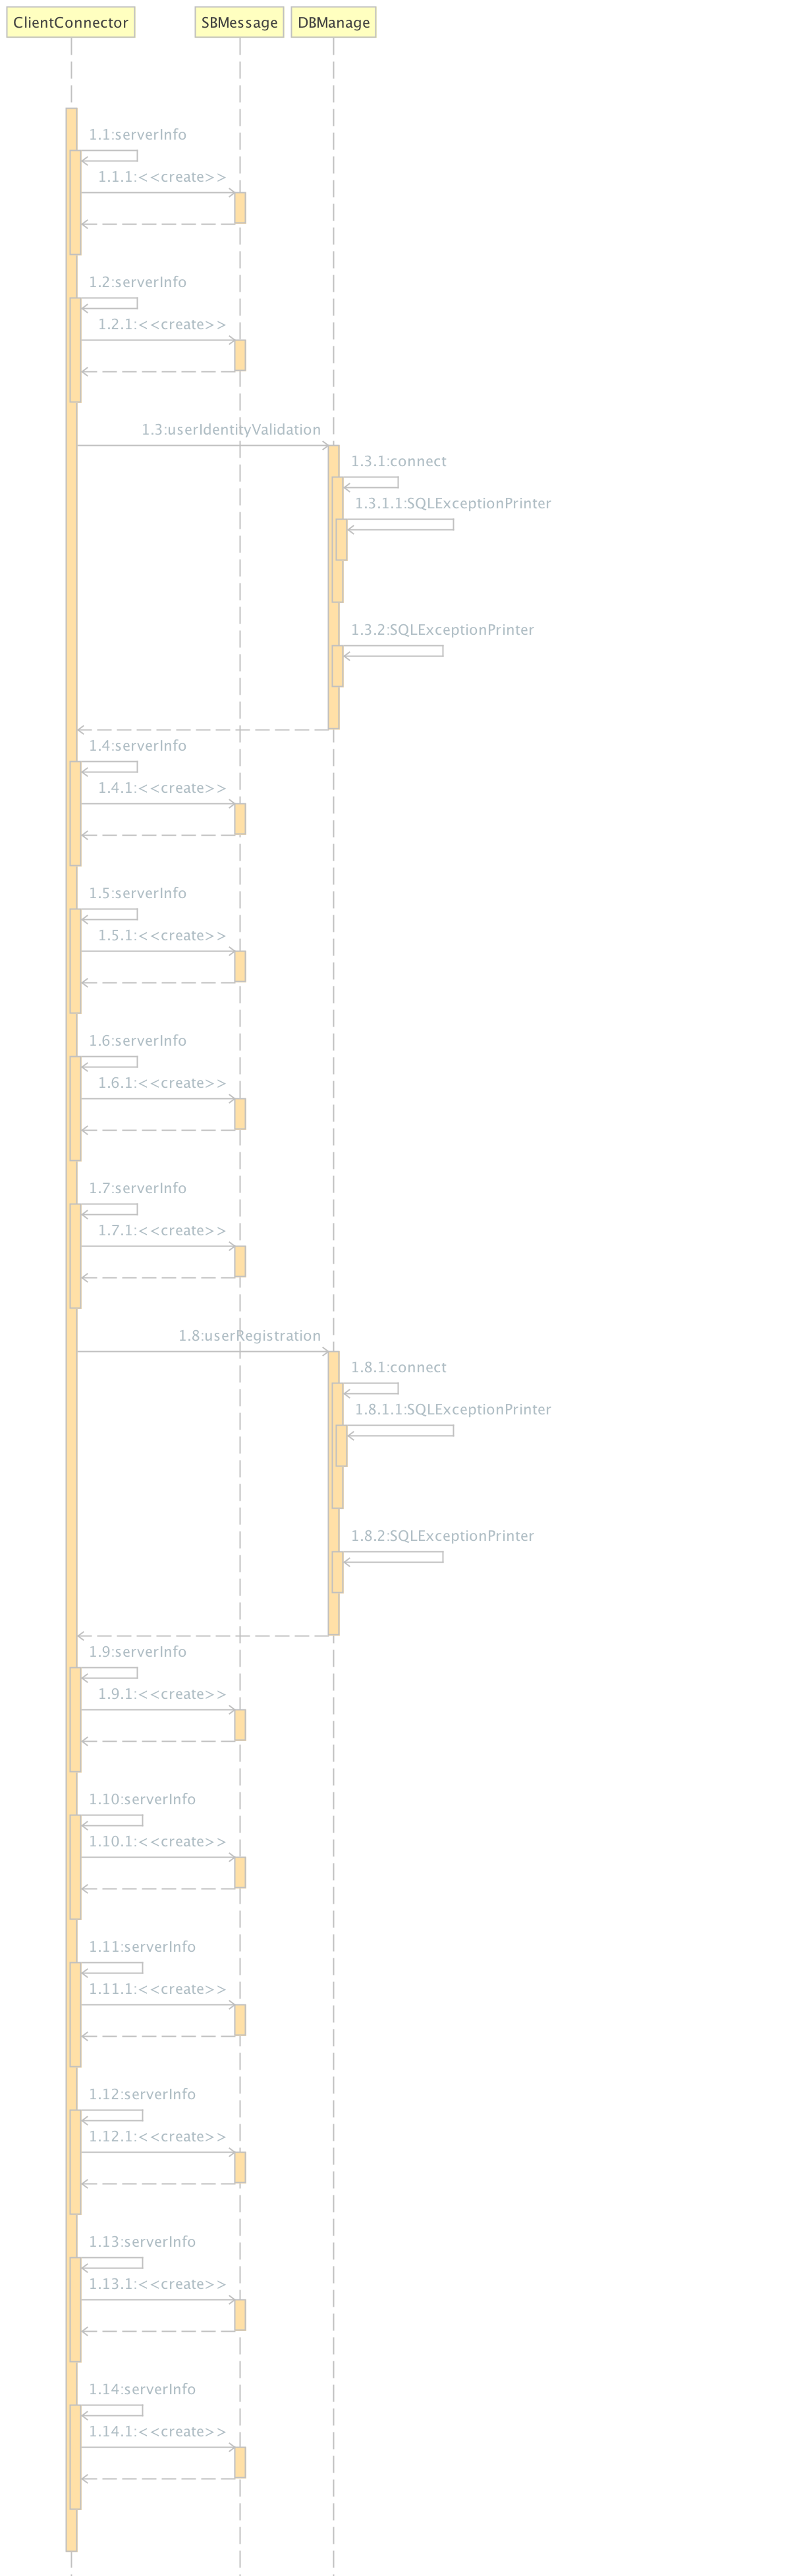 ClientConnector
SBMessage
DBManage
1.1:serverInfo
1.1.1:<<create>>
1.2:serverInfo
1.2.1:<<create>>
1.3:userIdentityValidation
1.3.1:connect
1.3.1.1:SQLExceptionPrinter
1.3.2:SQLExceptionPrinter
1.4:serverInfo
1.4.1:<<create>>
1.5:serverInfo
1.5.1:<<create>>
1.6:serverInfo
1.6.1:<<create>>
1.7:serverInfo
1.7.1:<<create>>
1.8:userRegistration
1.8.1:connect
1.8.1.1:SQLExceptionPrinter
1.8.2:SQLExceptionPrinter
1.9:serverInfo
1.9.1:<<create>>
1.10:serverInfo
1.10.1:<<create>>
1.11:serverInfo
1.11.1:<<create>>
1.12:serverInfo
1.12.1:<<create>>
1.13:serverInfo
1.13.1:<<create>>
1.14:serverInfo
1.14.1:<<create>>